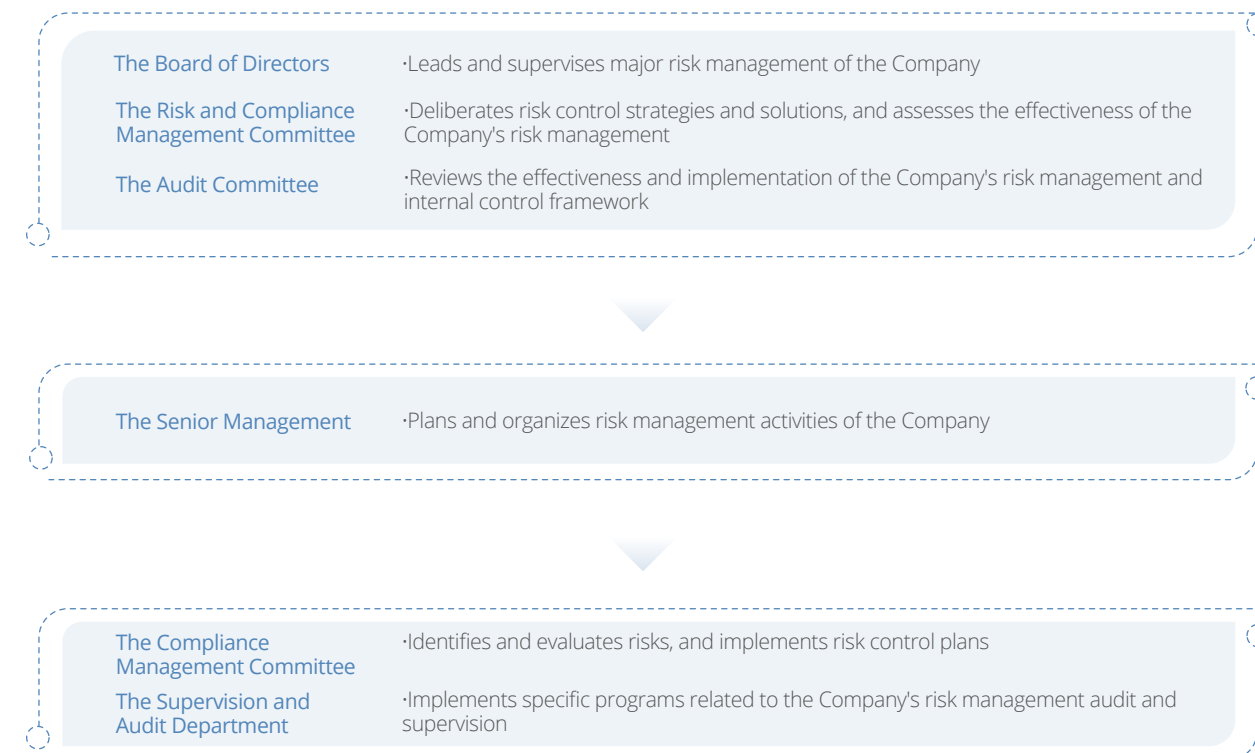 The Board of Directors
·Leads and supervises major risk management of the Company
The Risk and Compliance
Management Committee
·Deliberates risk control strategies and solutions, and assesses the effectiveness of the
Company's risk management
The Audit Committee
·Reviews the effectiveness and implementation of the Company's risk management and
internal control framework
The Senior Management
·Plans and organizes risk management activities of the Company
The Compliance
Management Committee
·Identifies and evaluates risks, and implements risk control plans
The Supervision and
Audit Department
·Implements specific programs related to the Company's risk management audit and
supervision